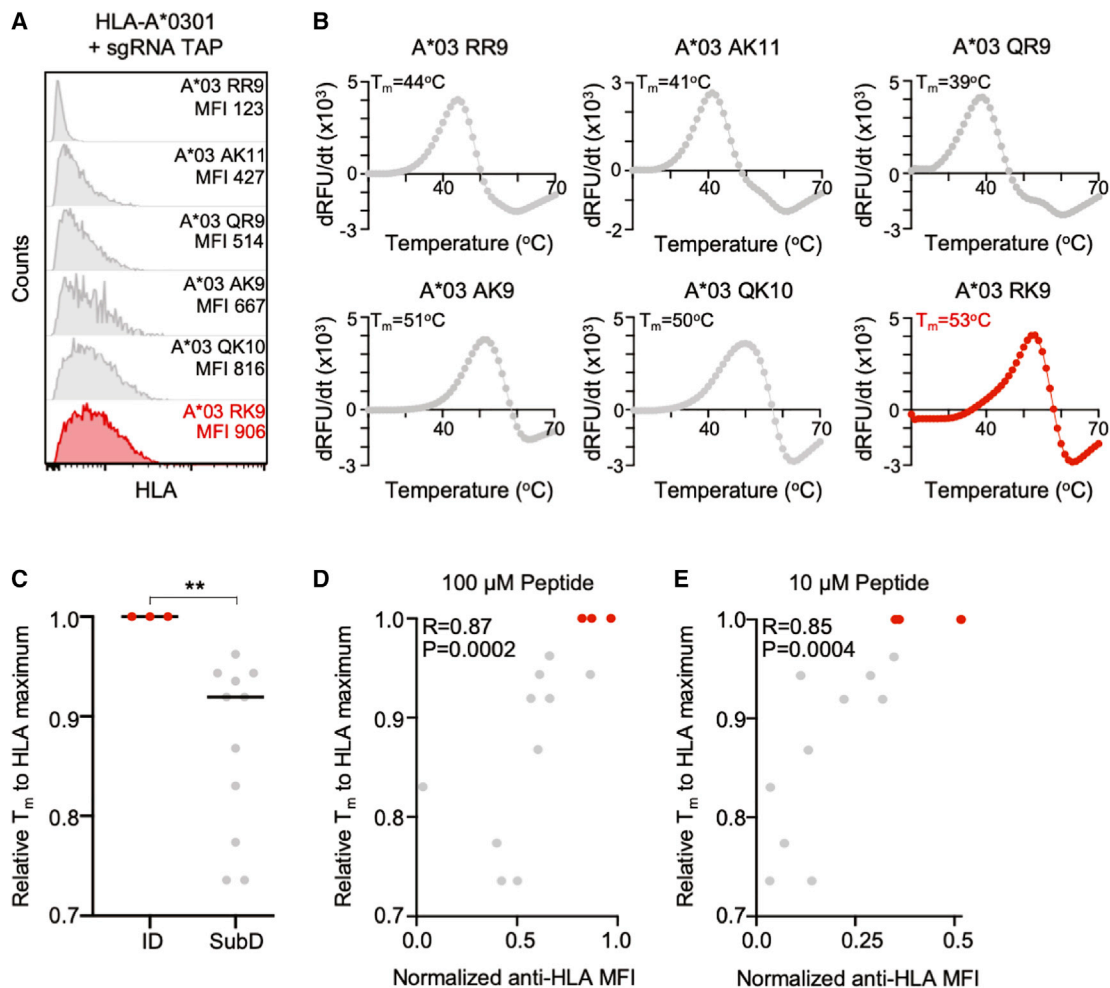 A
HLA-A*0301
+ sgRNA TAP
Counts
A*03 RR9
MFI 123
A*03 AK11
MFI 427
A*03 QR9
MFI 514
A*03 AK9
MFI 667
A*03 QK10
MFI 816
A*03 RK9
MFI 906
HLA
B
A*03 RR9
Tm=44°C
dRFU/dt (x10³)
5
0
-3
40
70
Temperature (°C)
A*03 AK11
Tm=41°C
dRFU/dt (x10³)
3
0
-2
40
70
Temperature (°C)
A*03 QR9
Tm=39°C
dRFU/dt (x10³)
5
0
-3
40
70
Temperature (°C)
A*03 AK9
Tm=51°C
dRFU/dt (x10³)
5
0
-3
40
70
Temperature (°C)
A*03 QK10
Tm=50°C
dRFU/dt (x10³)
5
0
-3
40
70
Temperature (°C)
A*03 RK9
Tm=53°C
dRFU/dt (x10³)
5
0
-3
40
70
Temperature (°C)
C
**
Relative Tm to HLA maximum
1.0
0.9
0.8
0.7
ID SubD
D
100 µM Peptide
R=0.87
P=0.0002
Relative Tm to HLA maximum
1.0
0.9
0.8
0.7
0.0 0.5 1.0
Normalized anti-HLA MFI
E
10 µM Peptide
R=0.85
P=0.0004
Relative Tm to HLA maximum
1.0
0.9
0.8
0.7
0.0 0.25 0.5
Normalized anti-HLA MFI